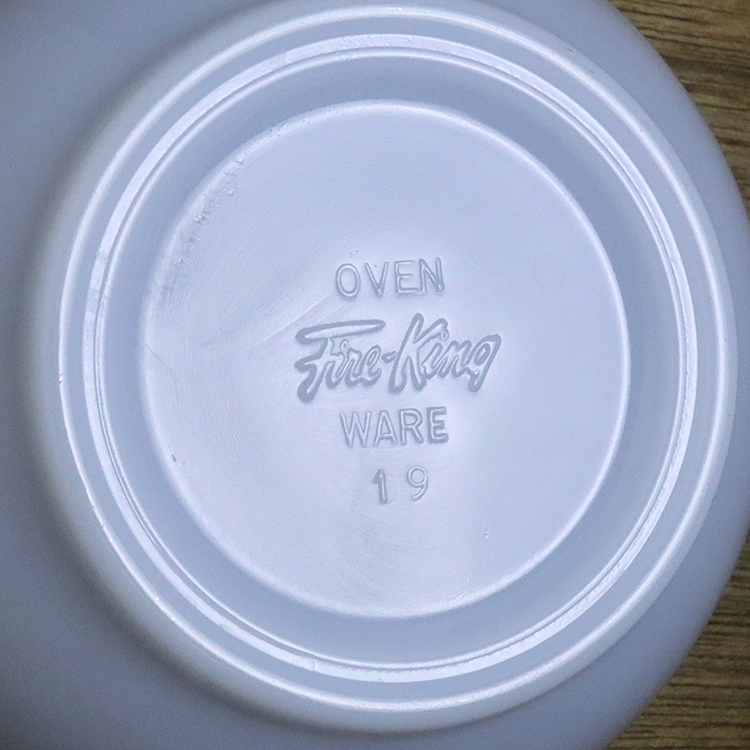 OVEN
Fire-King
WARE
19